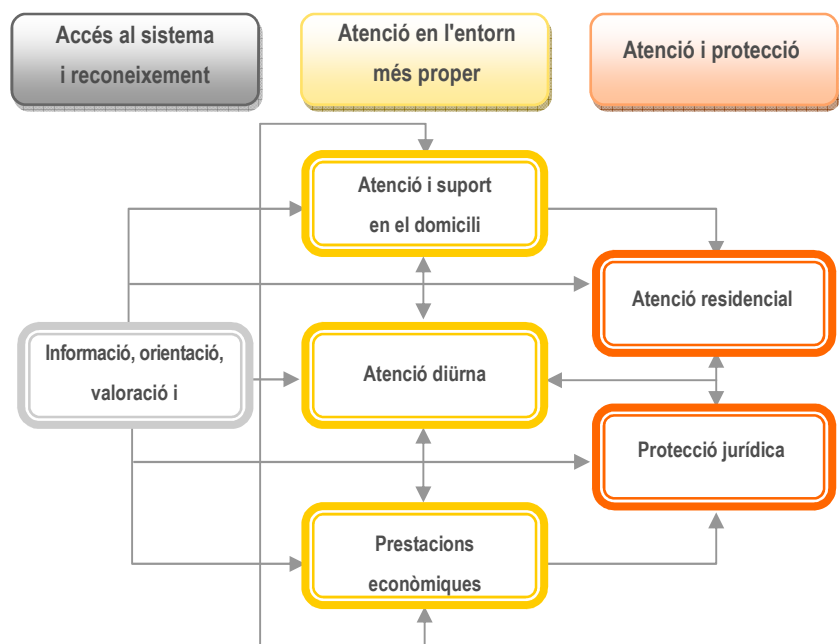 Accés al sistema
i reconeixement
Atenció en l'entorn
més proper
Atenció i protecció
Atenció i suport
en el domicili
Atenció residencial
Informació, orientació,
valoració i
Atenció diürna
Protecció jurídica
Prestacions
econòmiques